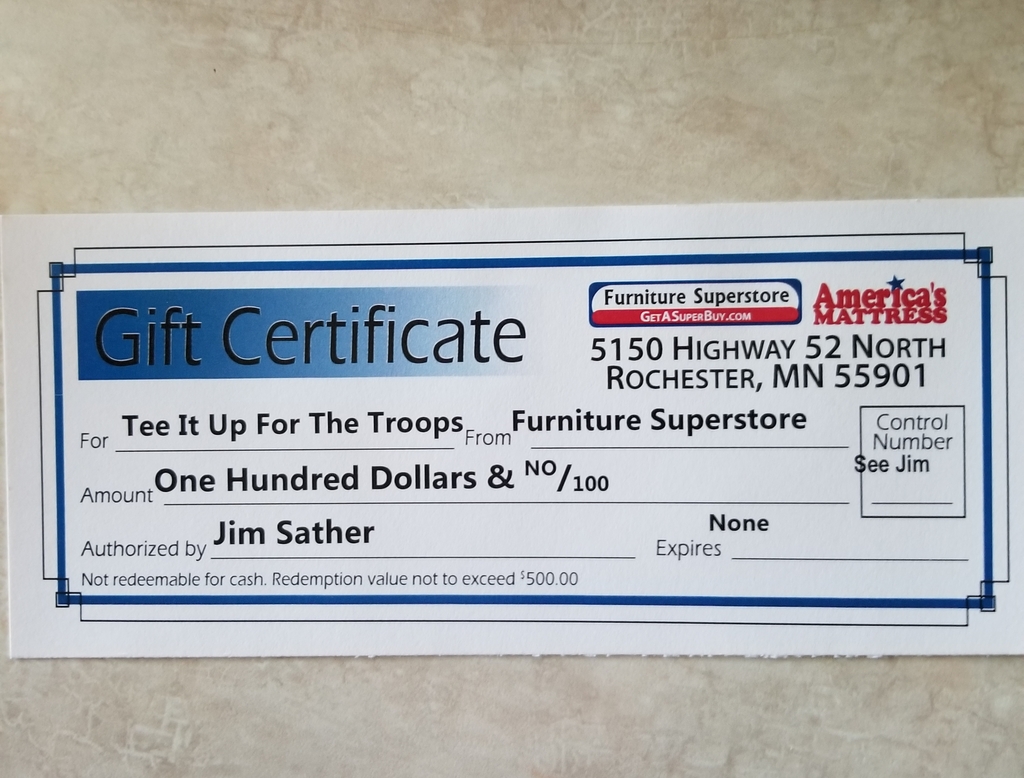 Gift Certificate
Furniture Superstore
GETASUPERBUY.COM
America's
MATTRESS
5150 HIGHWAY 52 NORTH
ROCHESTER, MN 55901
For Tee It Up For The Troops From Furniture Superstore
Control
Number
See Jim
Amount One Hundred Dollars & NO/100
Authorized by Jim Sather
Expires None
Not redeemable for cash. Redemption value not to exceed $500.00